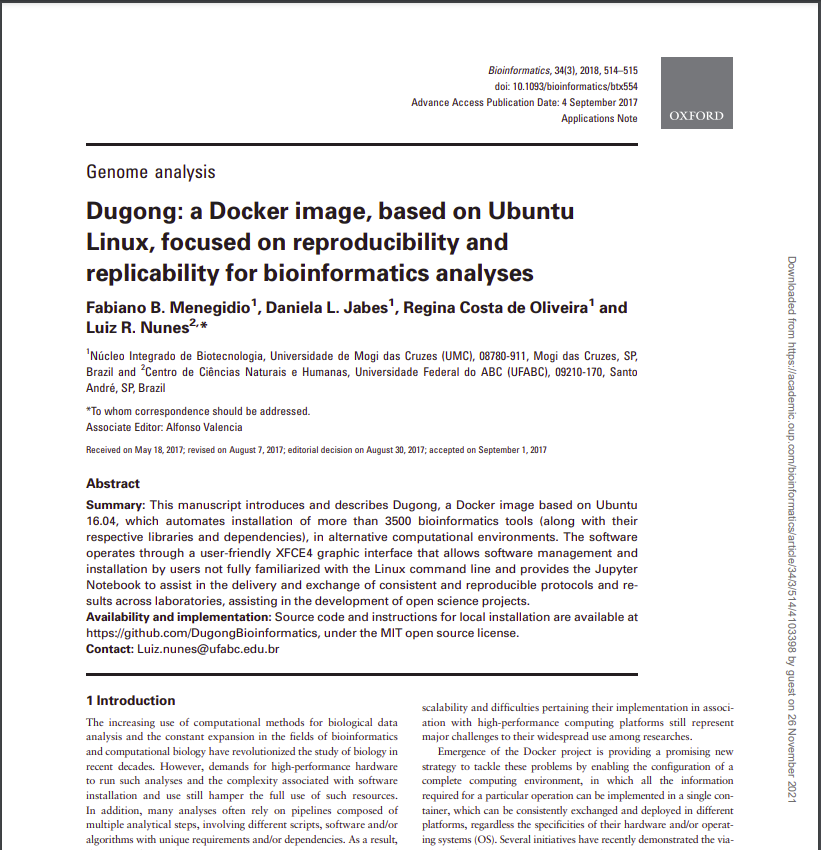 Bioinformatics, 34(3), 2018, 514–515
doi: 10.1093/bioinformatics/btx554
Advance Access Publication Date: 4 September 2017
Applications Note
OXFORD
Genome analysis
Dugong: a Docker image, based on Ubuntu
Linux, focused on reproducibility and
replicability for bioinformatics analyses
Fabiano B. Menegidio1, Daniela L. Jabes1, Regina Costa de Oliveira1 and
Luiz R. Nunes2,*
1Núcleo Integrado de Biotecnologia, Universidade de Mogi das Cruzes (UMC), 08780-911, Mogi das Cruzes, SP,
Brazil and 2Centro de Ciências Naturais e Humanas, Universidade Federal do ABC (UFABC), 09210-170, Santo
André, SP, Brazil
*To whom correspondence should be addressed.
Associate Editor: Alfonso Valencia
Received on May 18, 2017; revised on August 7, 2017; editorial decision on August 30, 2017; accepted on September 1, 2017
Abstract
Summary: This manuscript introduces and describes Dugong, a Docker image based on Ubuntu
16.04, which automates installation of more than 3500 bioinformatics tools (along with their
respective libraries and dependencies), in alternative computational environments. The software
operates through a user-friendly XFCE4 graphic interface that allows software management and
installation by users not fully familiarized with the Linux command line and provides the Jupyter
Notebook to assist in the delivery and exchange of consistent and reproducible protocols and re-
sults across laboratories, assisting in the development of open science projects.
Availability and implementation: Source code and instructions for local installation are available at
https://github.com/DugongBioinformatics, under the MIT open source license.
Contact: Luiz.nunes@ufabc.edu.br
1 Introduction
The increasing use of computational methods for biological data
analysis and the constant expansion in the fields of bioinformatics
and computational biology have revolutionized the study of biology in
recent decades. However, demands for high-performance hardware
to run such analyses and the complexity associated with software
installation and use still hamper the full use of such resources.
In addition, many analyses often rely on pipelines composed of
multiple analytical steps, involving different scripts, software and/or
algorithms with unique requirements and/or dependencies. As a result,
scalability and difficulties pertaining their implementation in associ-
ation with high-performance computing platforms still represent
major challenges to their widespread use among researches.
Emergence of the Docker project is providing a promising new
strategy to tackle these problems by enabling the configuration of a
complete computing environment, in which all the information
required for a particular operation can be implemented in a single con-
tainer, which can be consistently exchanged and deployed in different
platforms, regardless the specificities of their hardware and/or operat-
ing systems (OS). Several initiatives have recently demonstrated the via-
Downloaded from https://academic.oup.com/bioinformatics/article/34/3/514/4103398 by guest on 26 November 2021